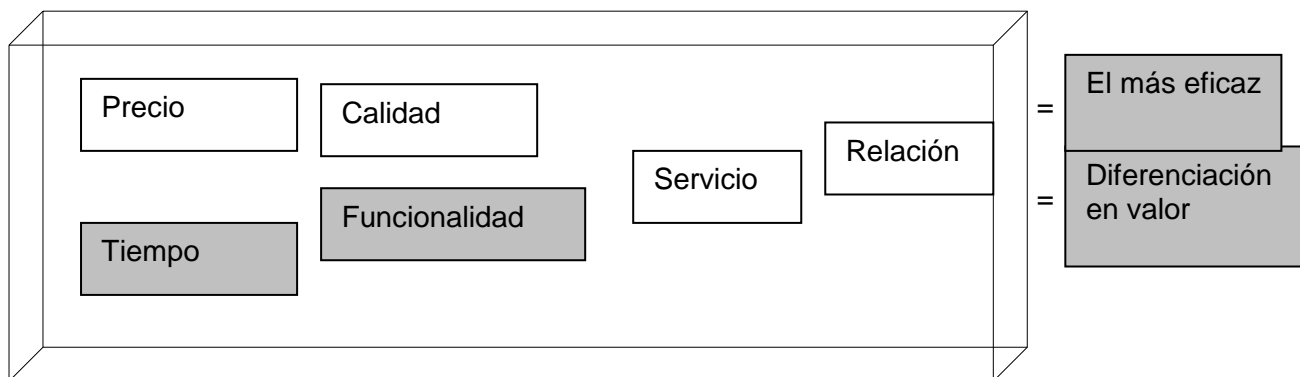 Precio
Calidad
Servicio
Relación
Tiempo
Funcionalidad
=
El más eficaz
=
Diferenciación
en valor